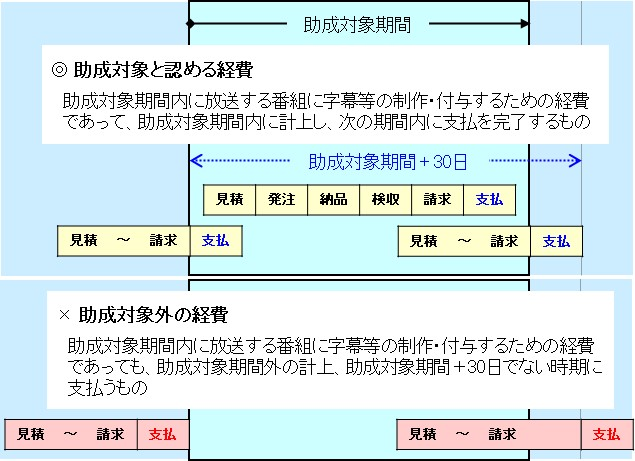 助成対象期間
◎ 助成対象と認める経費
助成対象期間内に放送する番組に字幕等の制作・付与するための経費
であって、助成対象期間内に計上し、次の期間内に支払を完了するもの
助成対象期間＋30日
見積 発注 納品 検収 請求 支払
見積 ～ 請求 支払
見積 ～ 請求 支払
× 助成対象外の経費
助成対象期間内に放送する番組に字幕等の制作・付与するための経費
であっても、助成対象期間外の計上、助成対象期間＋30日でない時期に
支払うもの
見積 ～ 請求 支払
見積 ～ 請求 支払